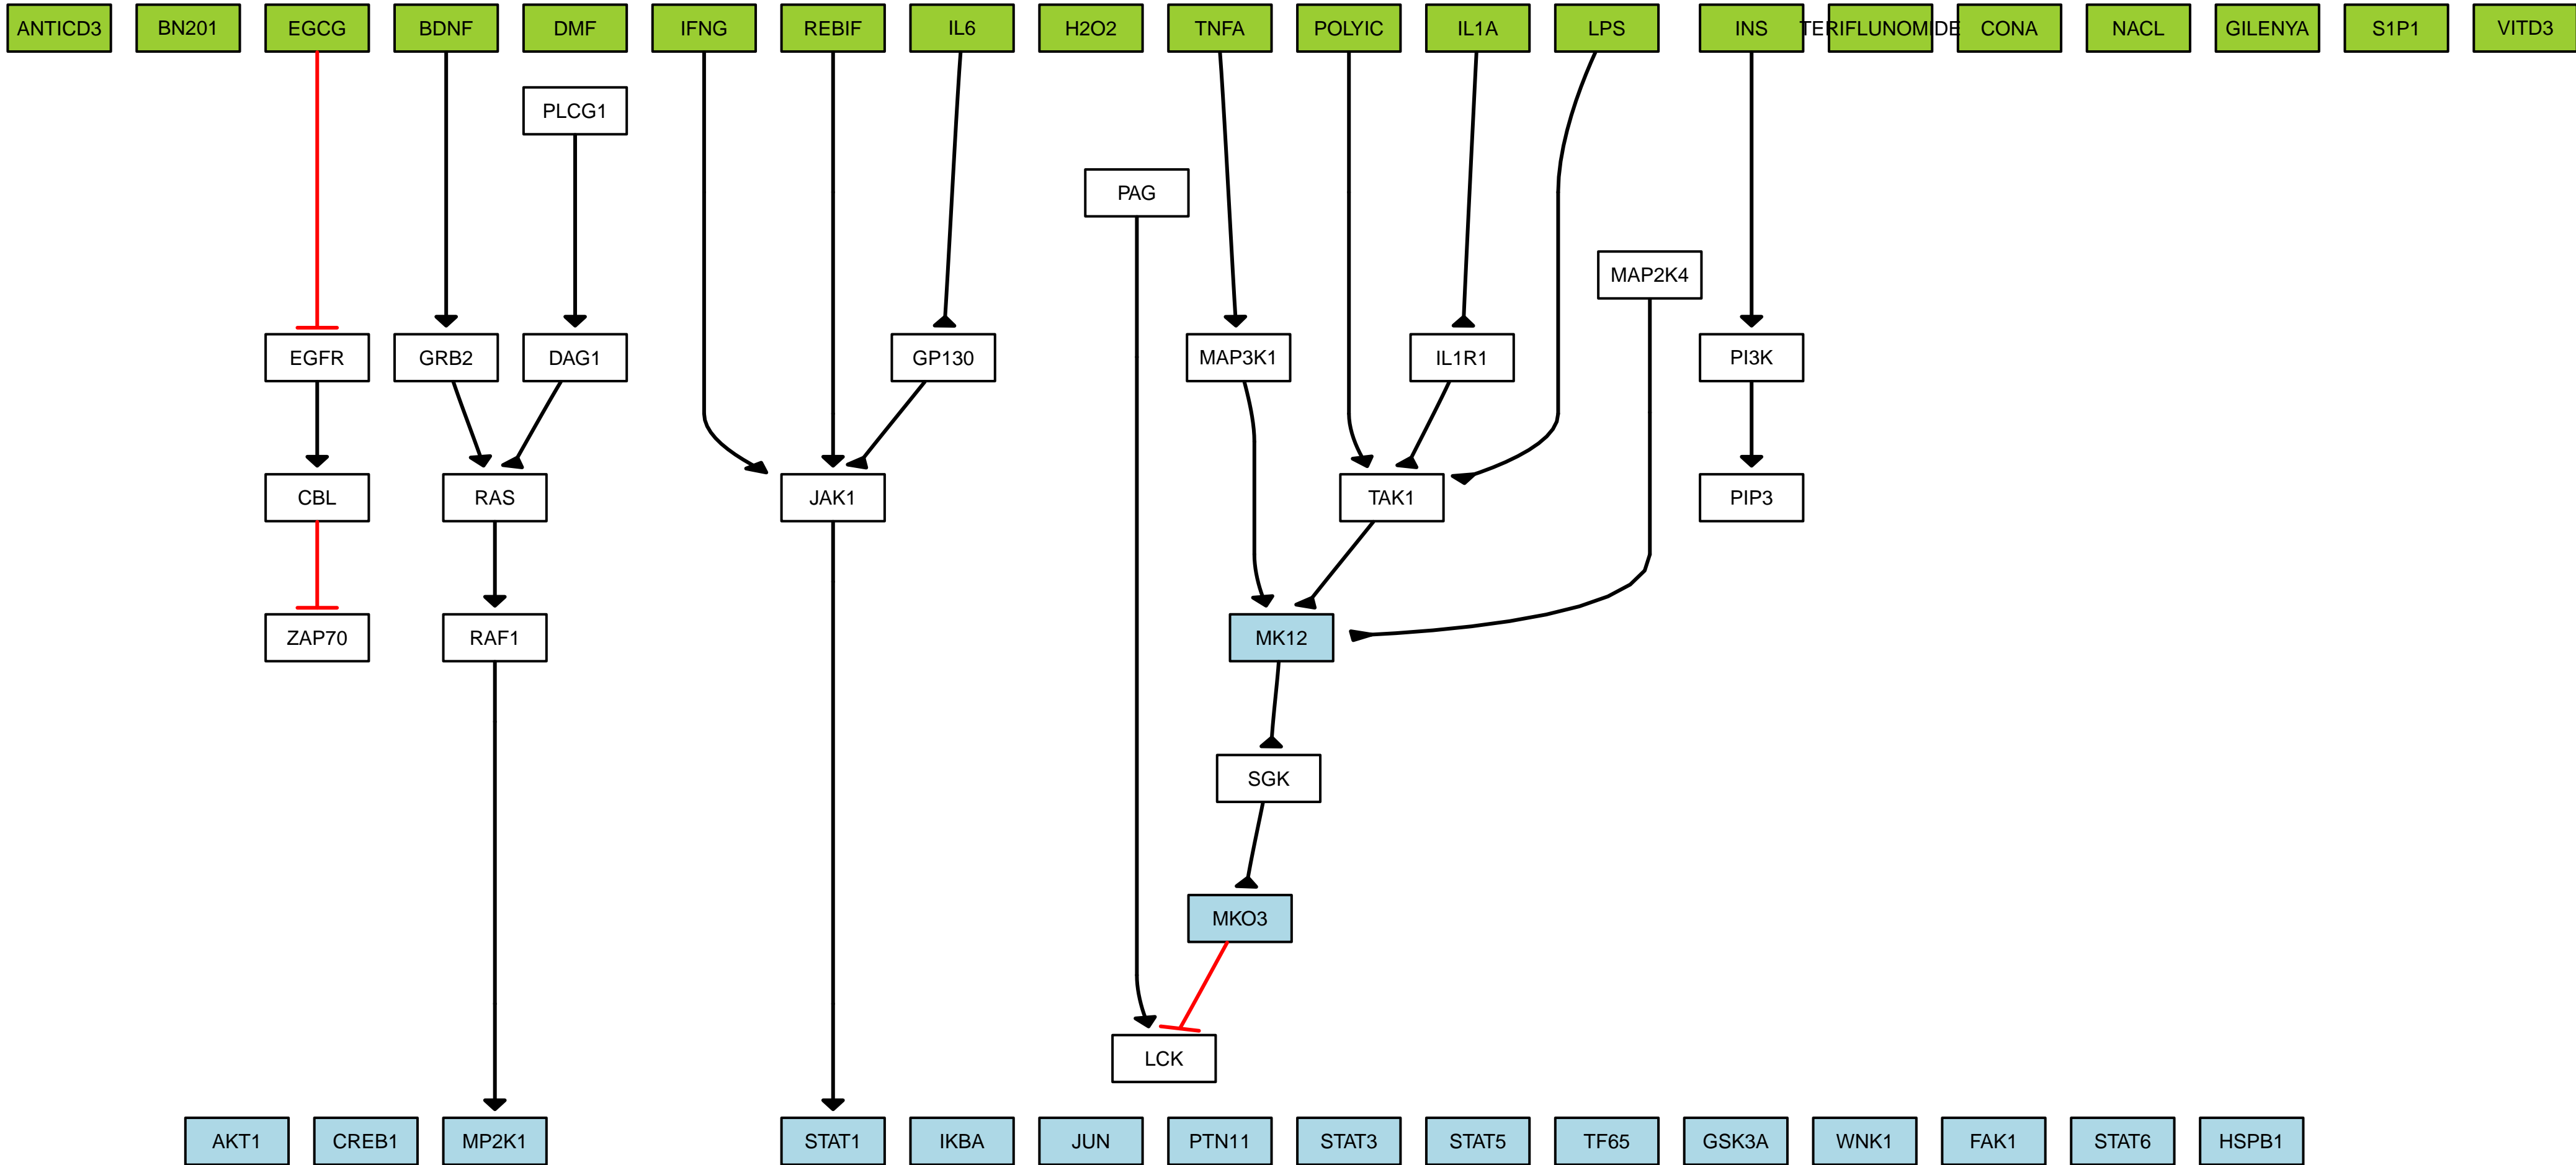 ANTICD3
BN201
EGCG
BDNF
DMF
IFNG
REBIF
IL6
H2O2
TNFA
POLYIC
IL1A
LPS
INS
TERIFLUNOMIDE
CONA
NACL
GILENYA
S1P1
VITD3
PLCG1
PAG
MAP2K4
EGFR
GRB2
DAG1
GP130
MAP3K1
IL1R1
PI3K
CBL
RAS
JAK1
TAK1
PIP3
ZAP70
RAF1
MK12
SGK
MKO3
LCK
AKT1
CREB1
MP2K1
STAT1
IKBA
JUN
PTN11
STAT3
STAT5
TF65
GSK3A
WNK1
FAK1
STAT6
HSPB1